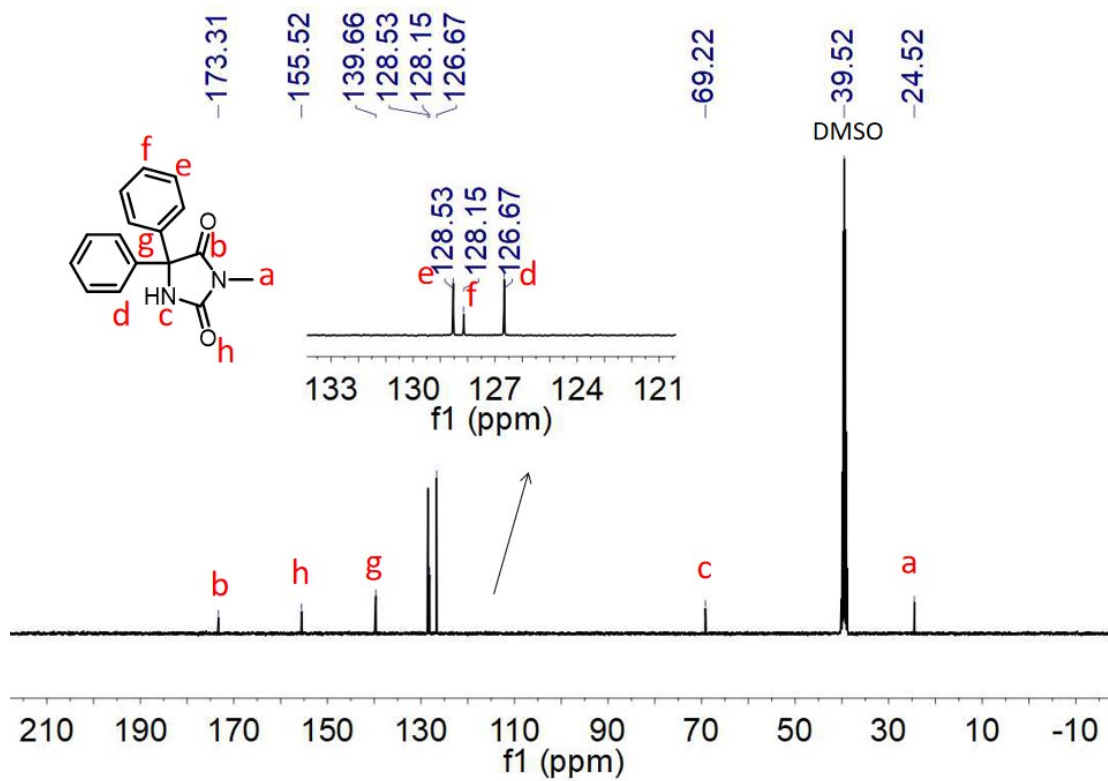 173.31
155.52
139.66
128.53
128.15
126.67
69.22
39.52
24.52
DMSO
f
e
O
g
b
N
a
d
HN
c
O
h
128.53
128.15
126.67
e
f
d
133 130 127 124 121
f1 (ppm)
b
h
g
c
a
210 190 170 150 130 110 90 70 50 30 10 -10
f1 (ppm)